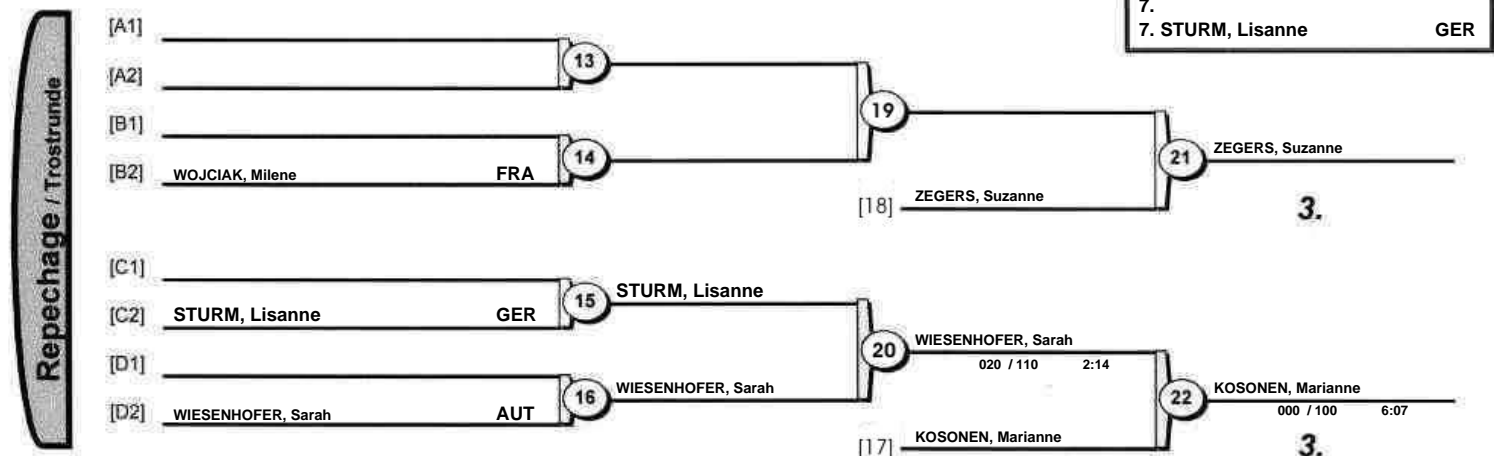 7.
7. STURM, Lisanne GER
Repechage / Trostrunde
[A1]
13
[A2]
19
[B1]
14
21 ZEGERS, Suzanne
[B2] WOJCIAK, Milene FRA
[18] ZEGERS, Suzanne
3.
[C1]
15 STURM, Lisanne
[C2] STURM, Lisanne GER
20 WIESENHOFER, Sarah
020 / 110 2:14
[D1]
16 WIESENHOFER, Sarah
22 KOSONEN, Marianne
000 / 100 6:07
[D2] WIESENHOFER, Sarah AUT
[17] KOSONEN, Marianne
3.